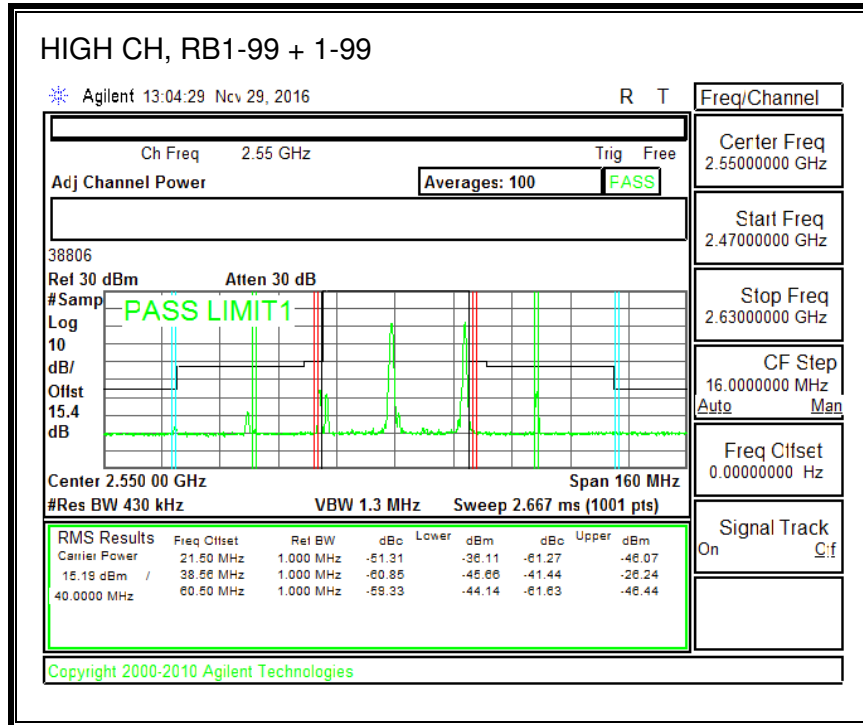 HIGH CH, RB1-99 + 1-99
Agilent 13:04:29 Nov 29, 2016 R T
Freq/Channel
Ch Freq 2.55 GHz Trig Free
Adj Channel Power Averages: 100 PASS
Center Freq
2.55000000 GHz
Start Freq
2.47000000 GHz
Stop Freq
2.63000000 GHz
CF Step
16.0000000 MHz
Auto Man
Freq Offset
0.00000000 Hz
Signal Track
On Off
38806
Ref 30 dBm Atten 30 dB
#Samp
Log
10
dB/
Offst
15.4
dB
PASS LIMIT1
Center 2.550 00 GHz Span 160 MHz
#Res BW 430 kHz VBW 1.3 MHz Sweep 2.667 ms (1001 pts)
RMS Results Freq Offset Ref BW dBc Lower dBm dBc Upper dBm
Carrier Power 21.50 MHz 1.000 MHz -51.31 -36.11 -61.27 -46.07
15.19 dBm / 38.56 MHz 1.000 MHz -60.85 -45.66 -41.44 -26.24
40.0000 MHz 60.50 MHz 1.000 MHz -59.33 -44.14 -61.63 -46.44
Copyright 2000-2010 Agilent Technologies